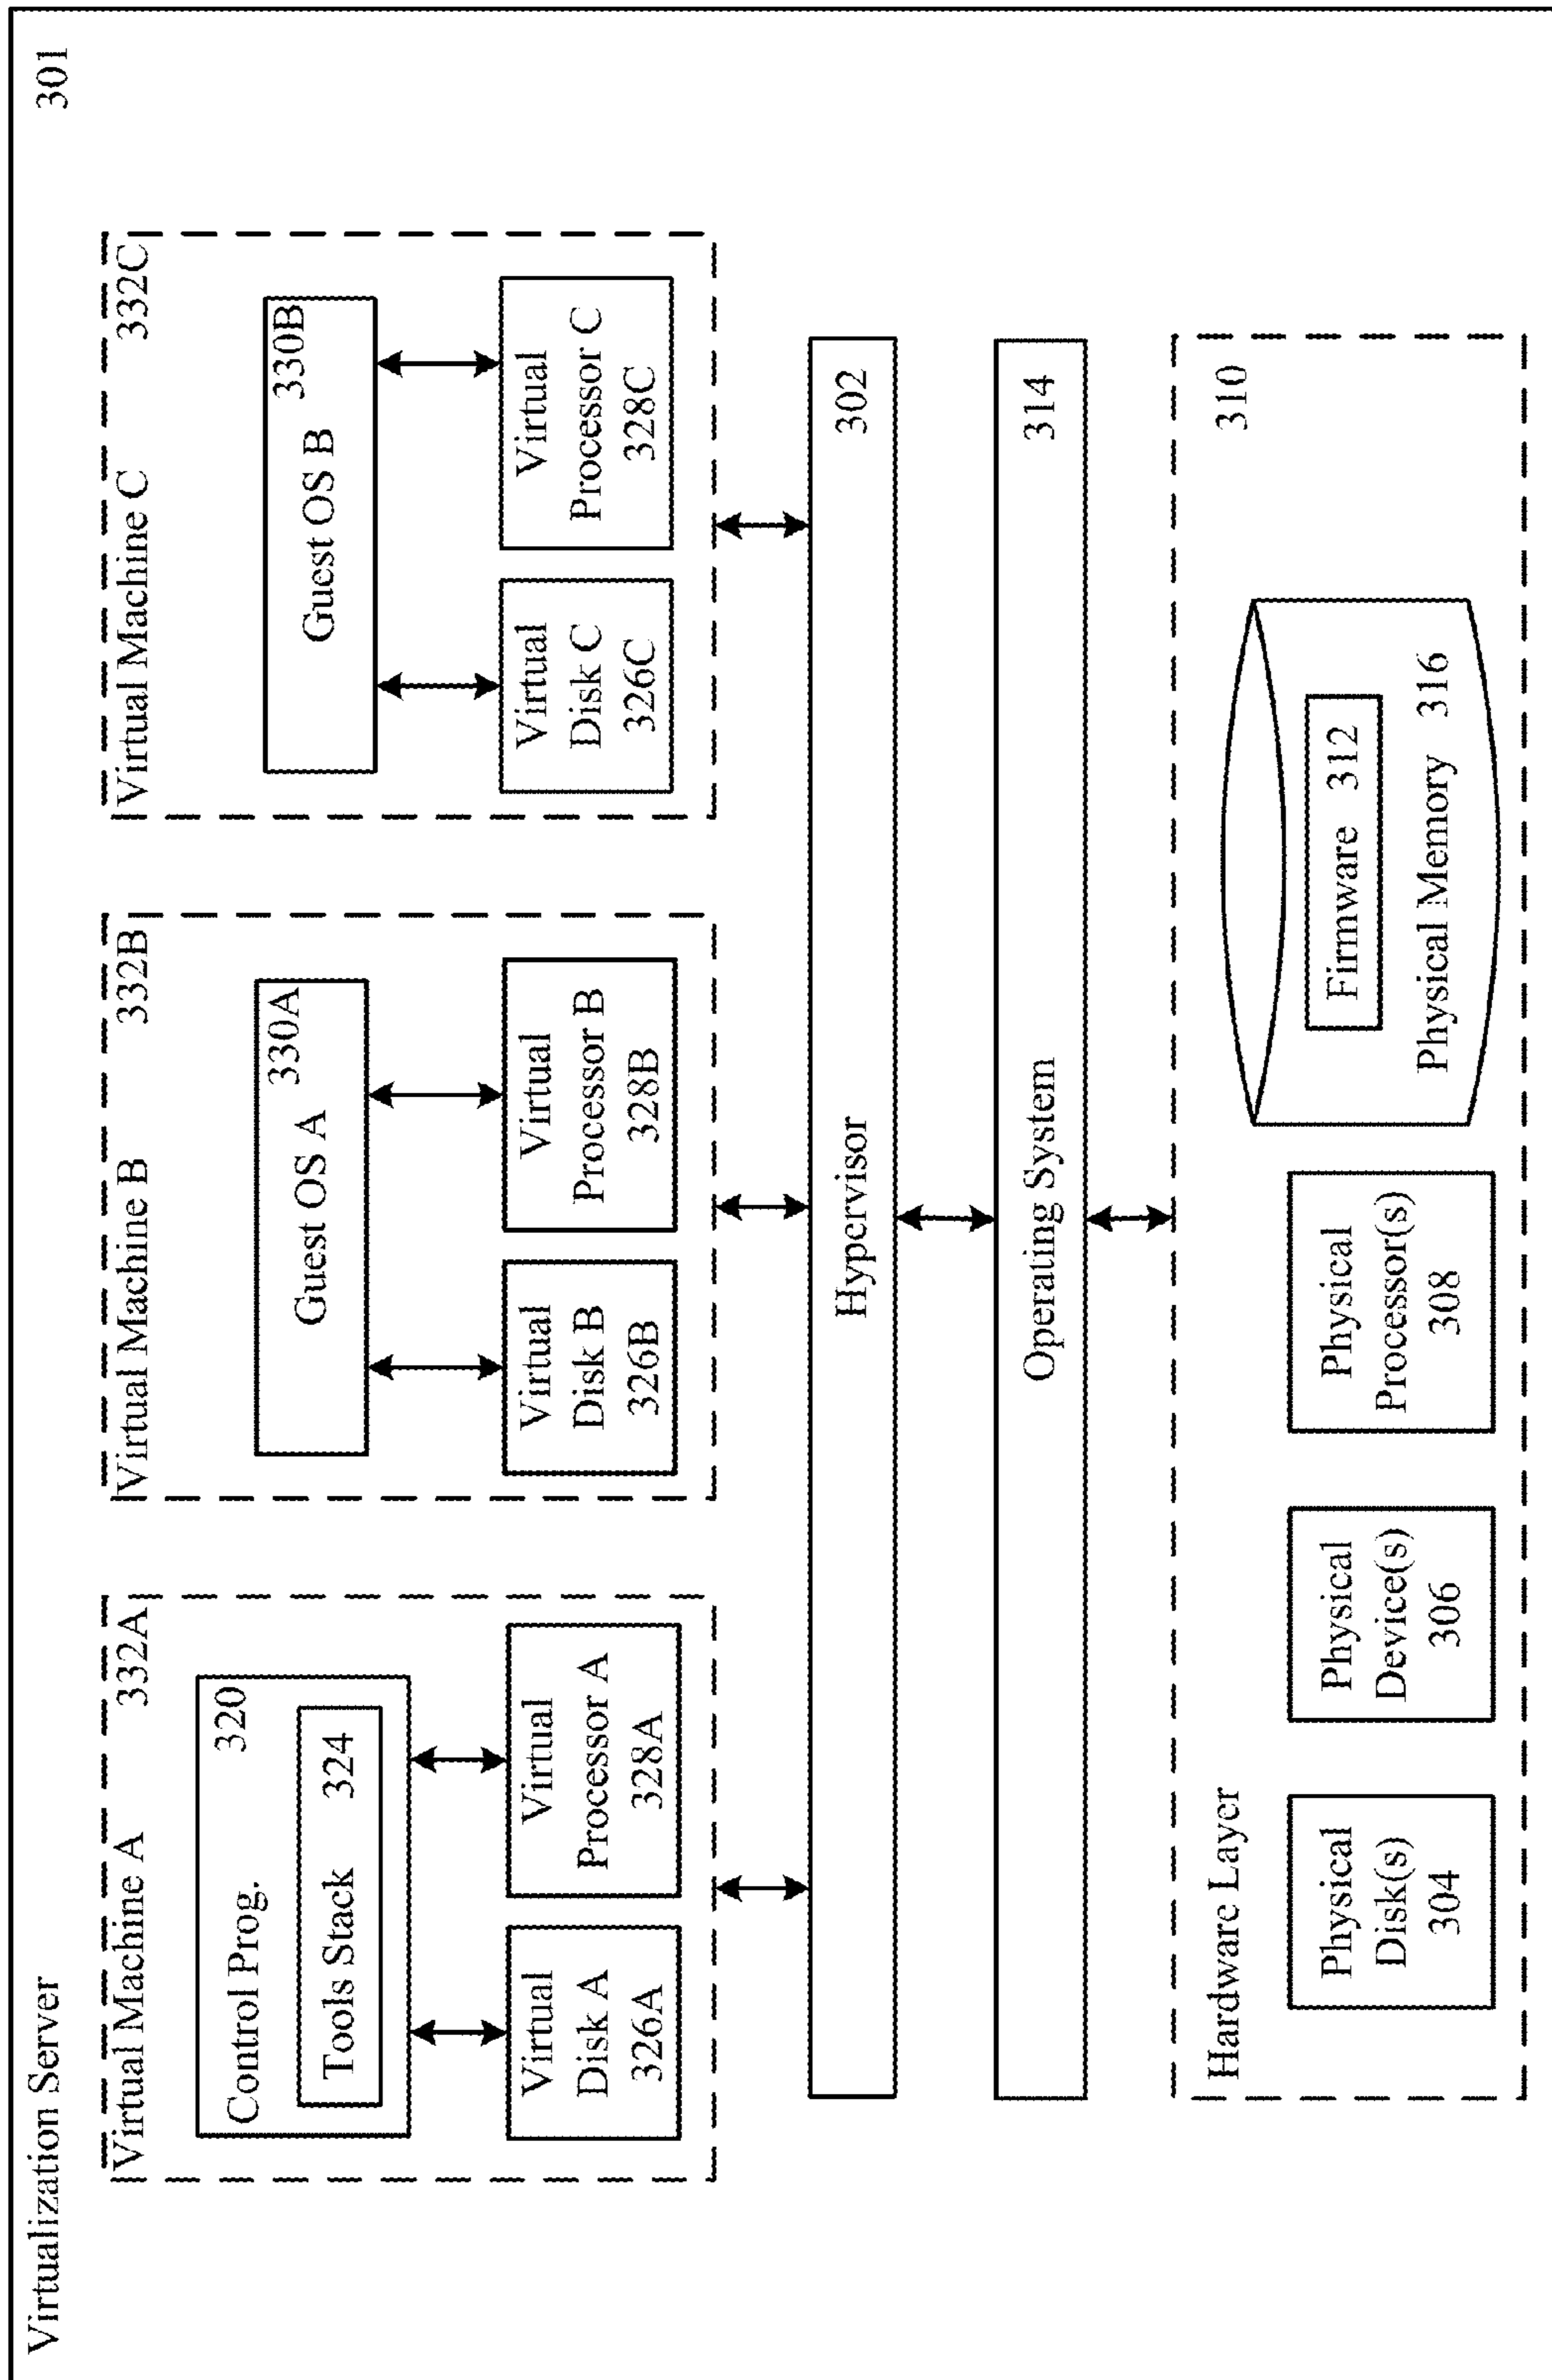 Virtualization Server
301
Virtual Machine A
332A
Control Prog.
320
Tools Stack 324
Virtual
Disk A
326A
Virtual
Processor A
328A
Virtual Machine B
332B
330A
Guest OS A
Virtual
Disk B
326B
Virtual
Processor B
328B
Virtual Machine C
332C
330B
Guest OS B
Virtual
Disk C
326C
Virtual
Processor C
328C
Hypervisor
302
Operating System
314
Hardware Layer
310
Physical
Disk(s)
304
Physical
Device(s)
306
Physical
Processor(s)
308
Firmware 312
Physical Memory 316